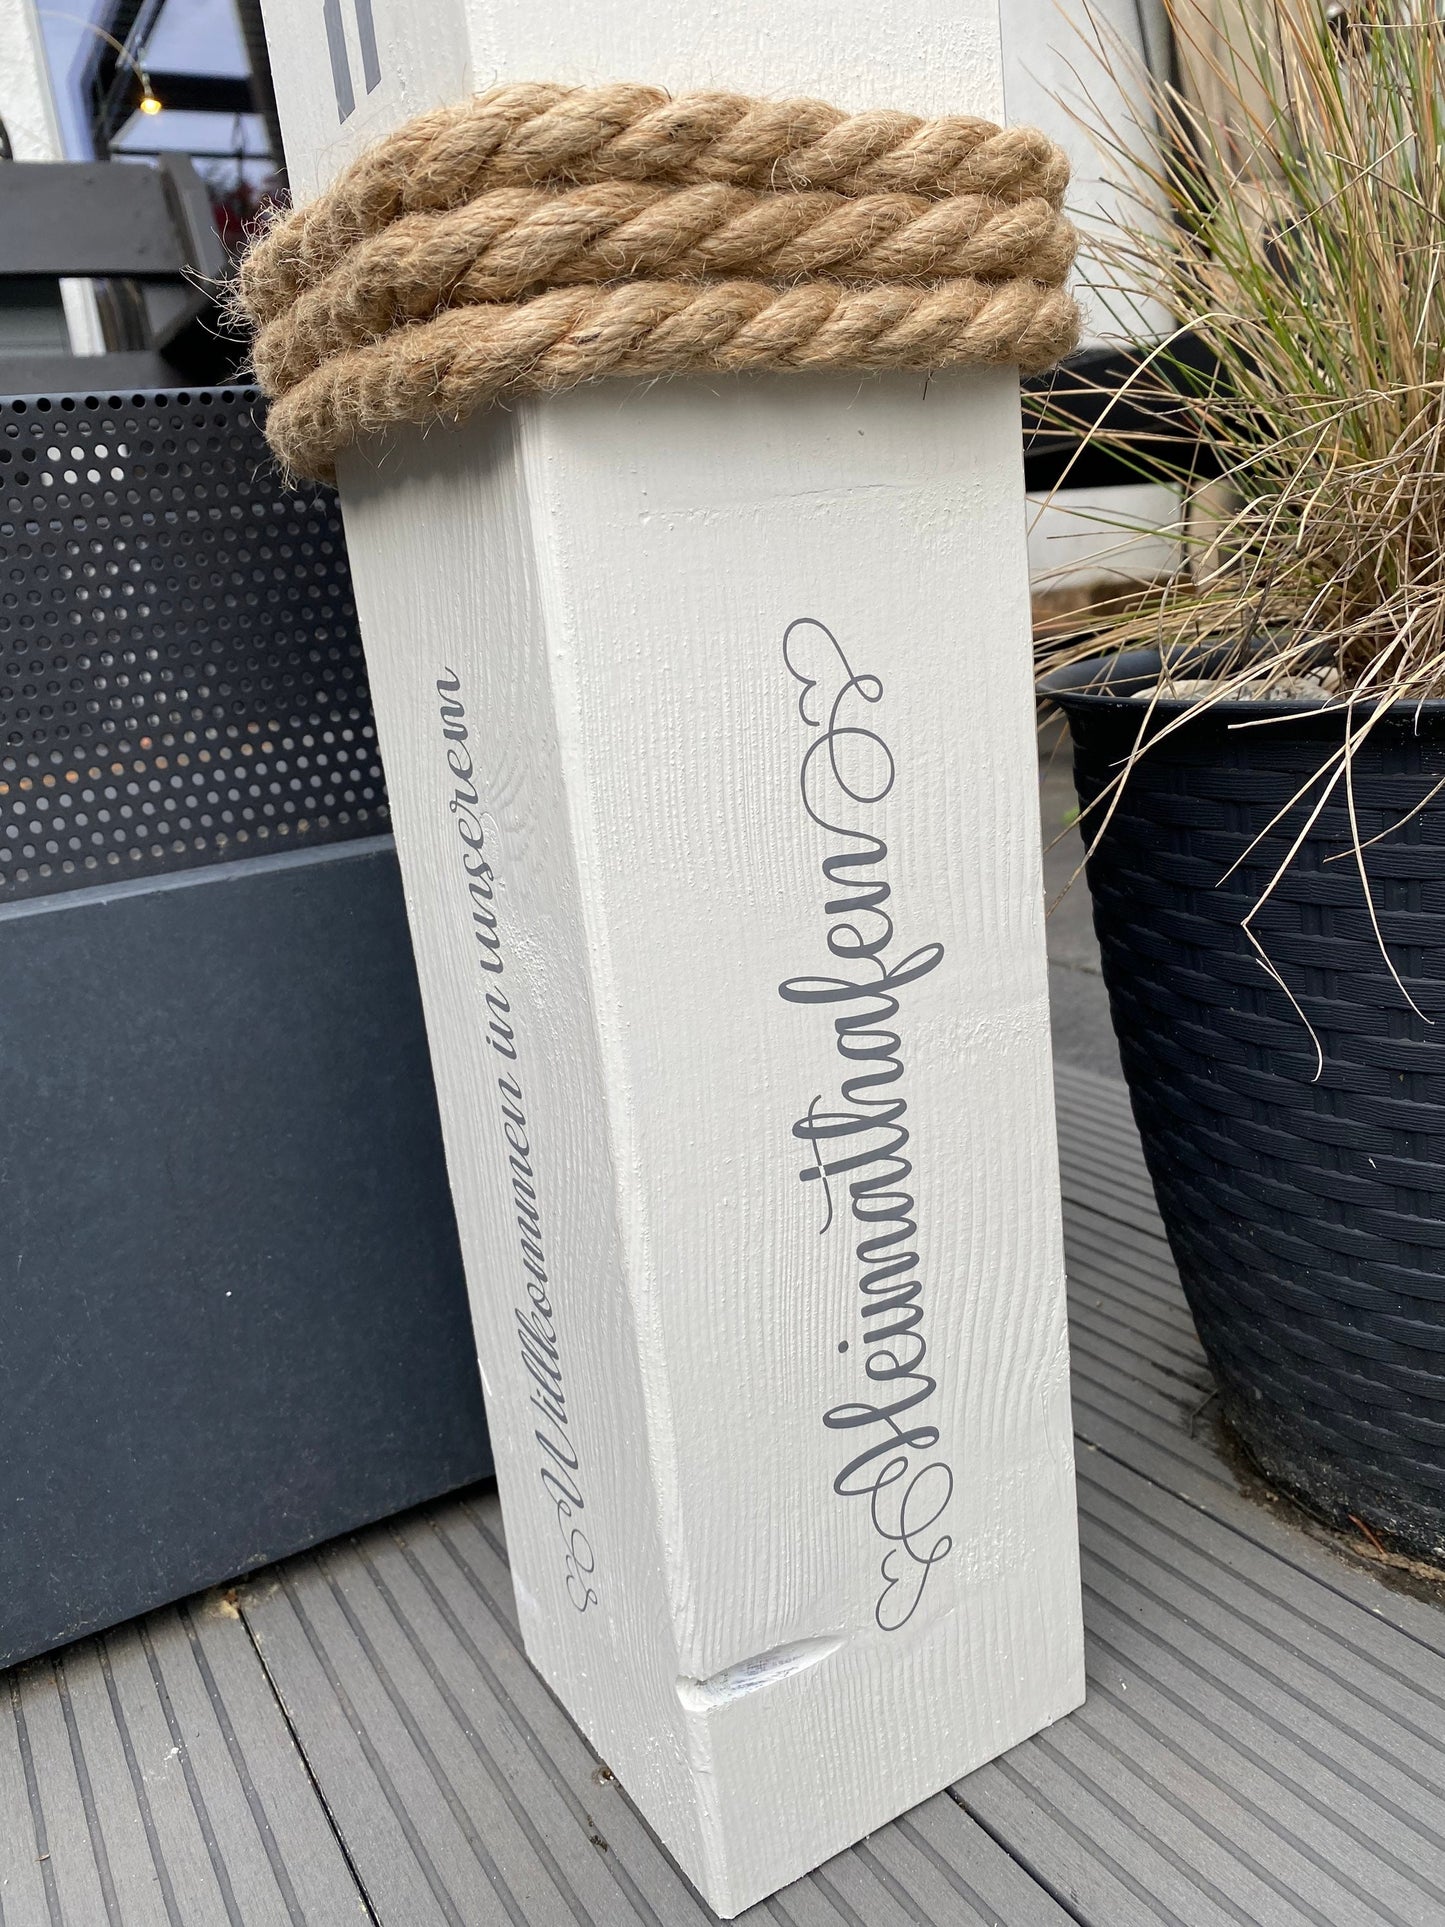 Willkommen in unserem
Heimathafen